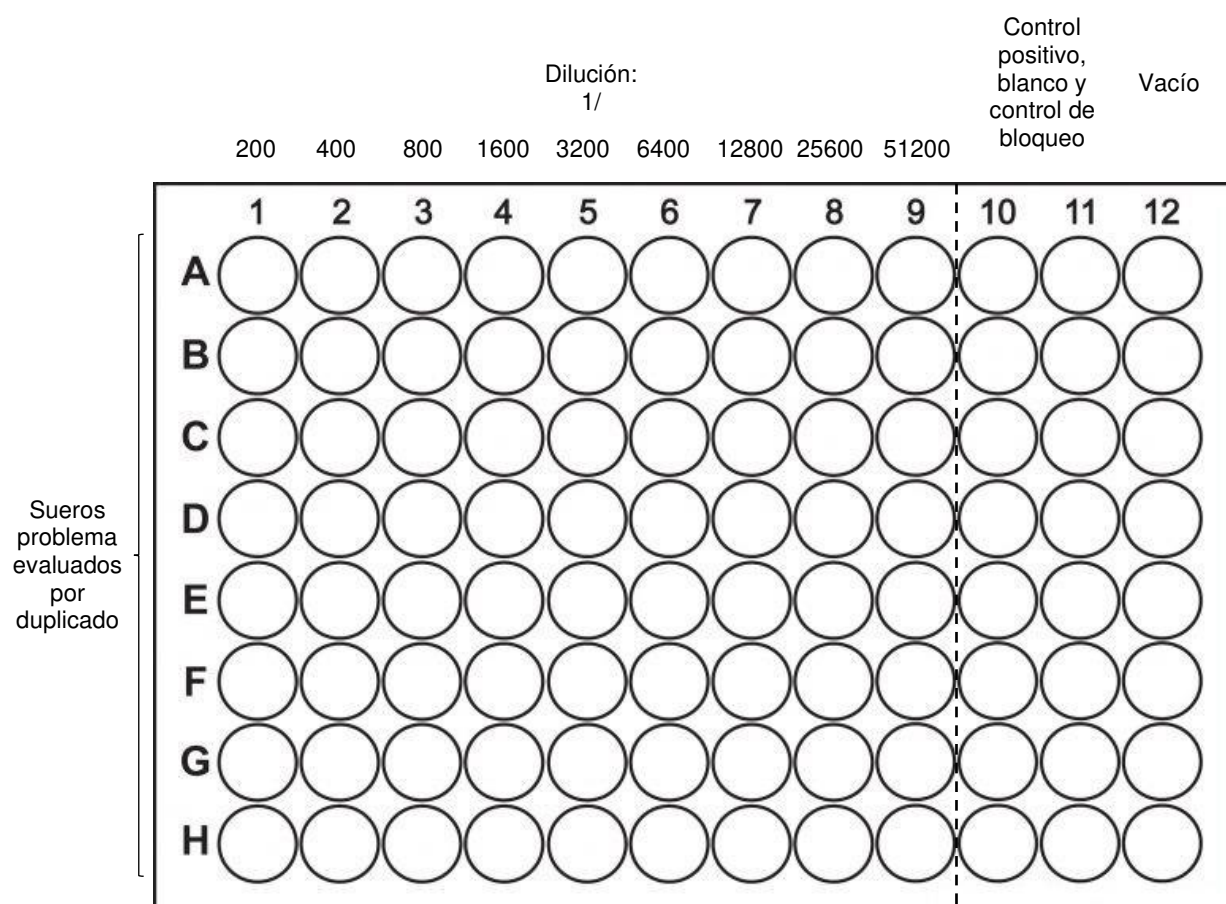 Control
positivo,
blanco y
control de
bloqueo
Vacío
Dilución:
1/
200 400 800 1600 3200 6400 12800 25600 51200
1 2 3 4 5 6 7 8 9 10 11 12
A
B
C
D
E
F
G
H
Sueros
problema
evaluados
por
duplicado